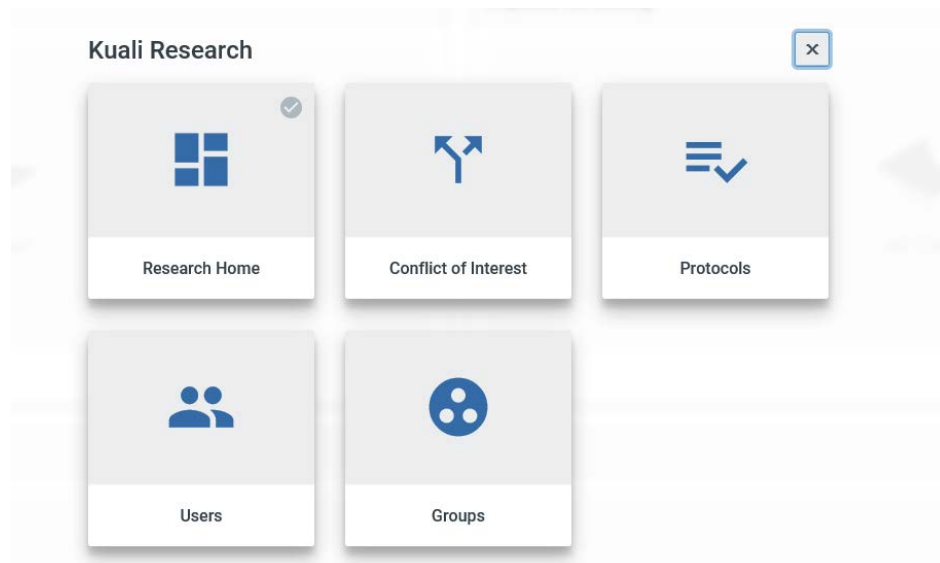 Kuali Research
Research Home
Conflict of Interest
Protocols
Users
Groups